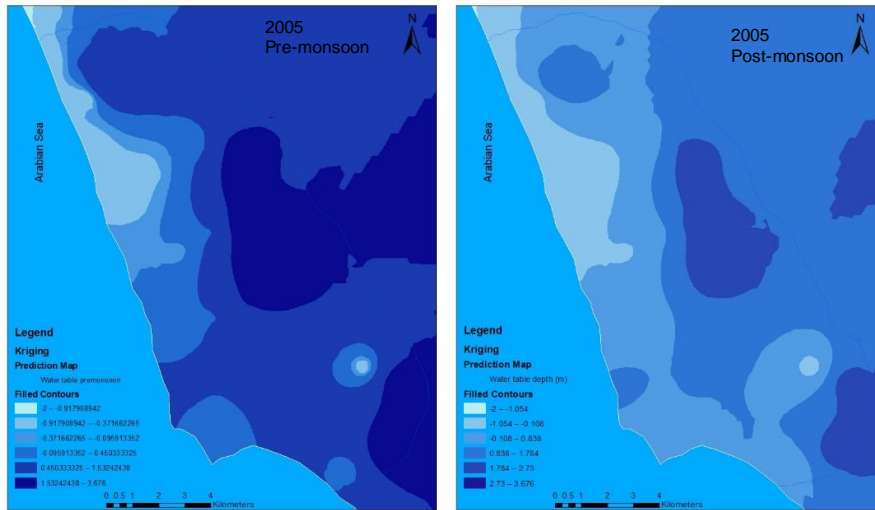 2005
Pre-monsoon
N
Arabian Sea
Legend
Kriging
Prediction Map
Water table premonsoon
Filled Contours
-2 – -0.917908942
-0.917908942 – -0.371662265
-0.371662265 – -0.095913352
-0.095913352 – 0.450333325
0.450333325 – 1.53242438
1.53242438 – 3.676
0 0.5 1 2 3 4
Kilometers
2005
Post-monsoon
N
Arabian Sea
Legend
Kriging
Prediction Map
Water table depth (m)
Filled Contours
-2 – -1.054
-1.054 – -0.108
-0.108 – 0.838
0.838 – 1.784
1.784 – 2.73
2.73 – 3.676
0 0.5 1 2 3 4
Kilometers